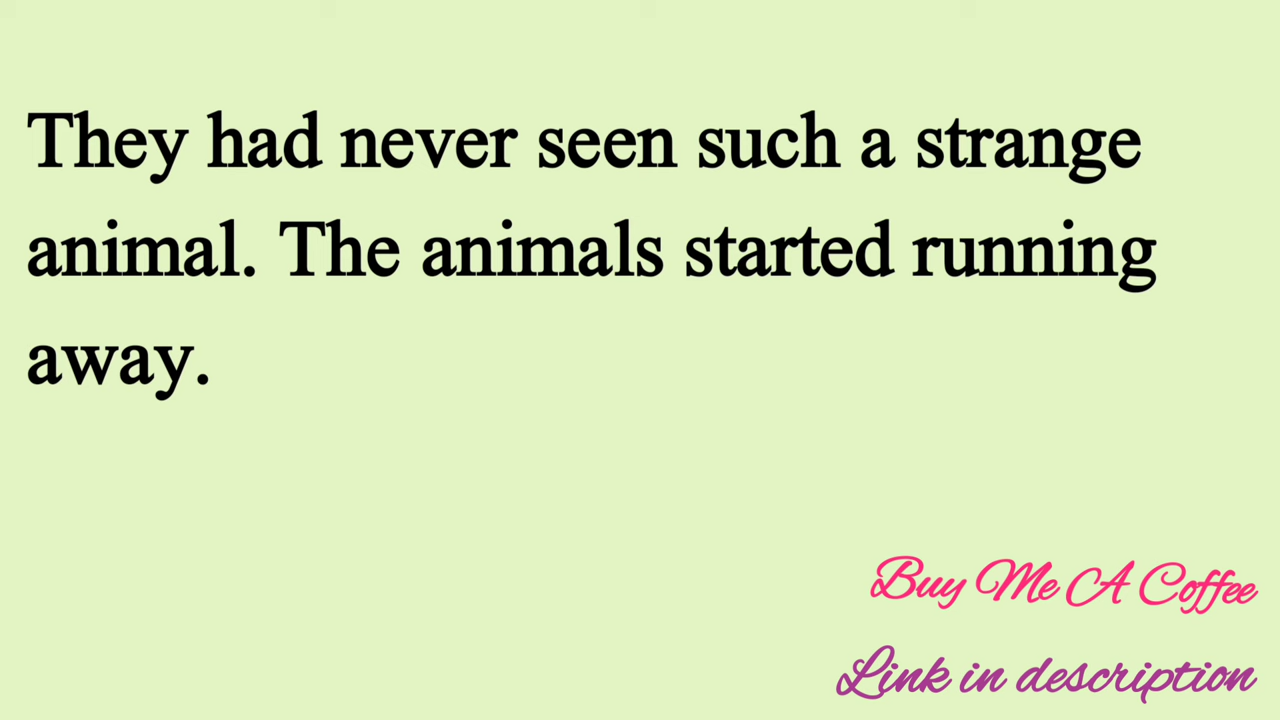 They had never seen such a strange
animal. The animals started running
away.
Buy Me A Coffee
Link in description